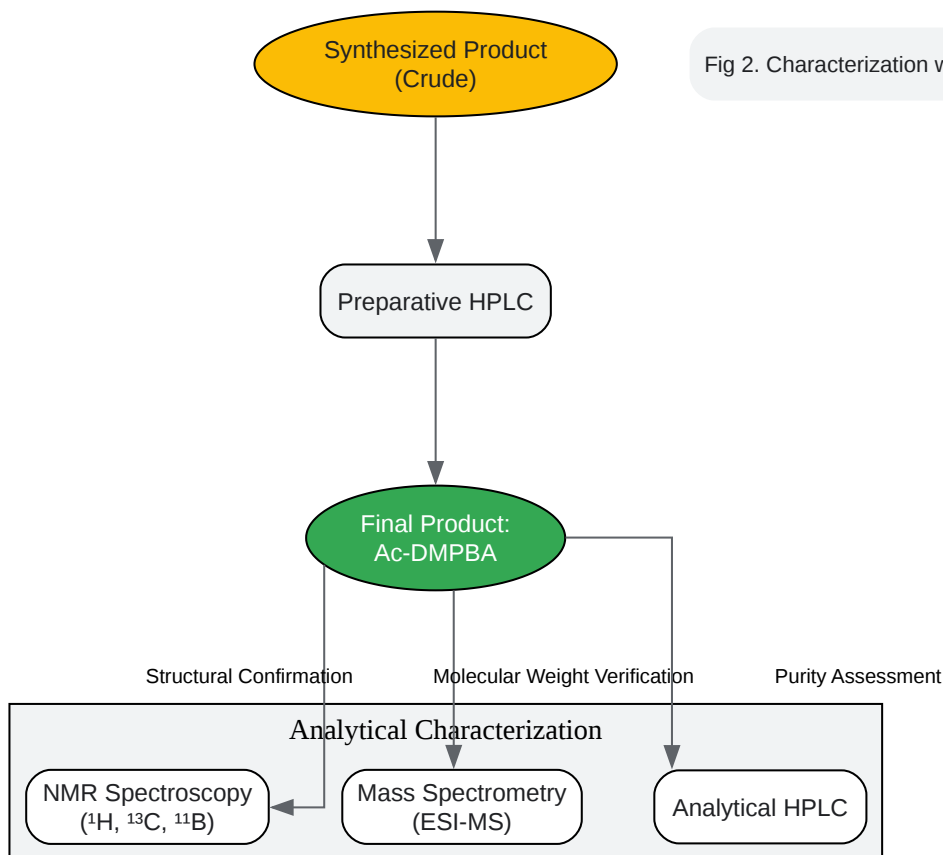 Synthesized Product
(Crude)
Fig 2. Characterization w
Preparative HPLC
Final Product:
Ac-DMPBA
Structural Confirmation
Molecular Weight Verification
Purity Assessment
Analytical Characterization
NMR Spectroscopy
(¹H, ¹³C, ¹¹B)
Mass Spectrometry
(ESI-MS)
Analytical HPLC